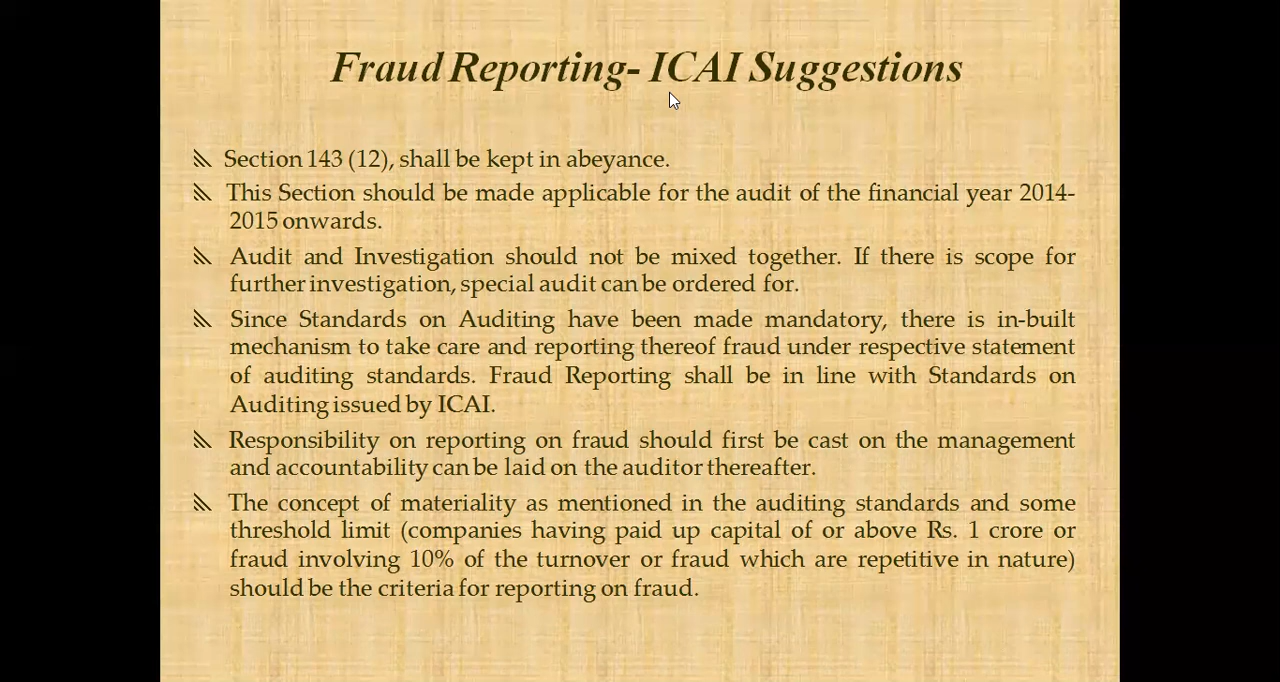 Fraud Reporting- ICAI Suggestions
Section 143 (12), shall be kept in abeyance.
This Section should be made applicable for the audit of the financial year 2014-
2015 onwards.
Audit and Investigation should not be mixed together. If there is scope for
further investigation, special audit can be ordered for.
Since Standards on Auditing have been made mandatory, there is in-built
mechanism to take care and reporting thereof fraud under respective statement
of auditing standards. Fraud Reporting shall be in line with Standards on
Auditing issued by ICAI.
Responsibility on reporting on fraud should first be cast on the management
and accountability can be laid on the auditor thereafter.
The concept of materiality as mentioned in the auditing standards and some
threshold limit (companies having paid up capital of or above Rs. 1 crore or
fraud involving 10% of the turnover or fraud which are repetitive in nature)
should be the criteria for reporting on fraud.